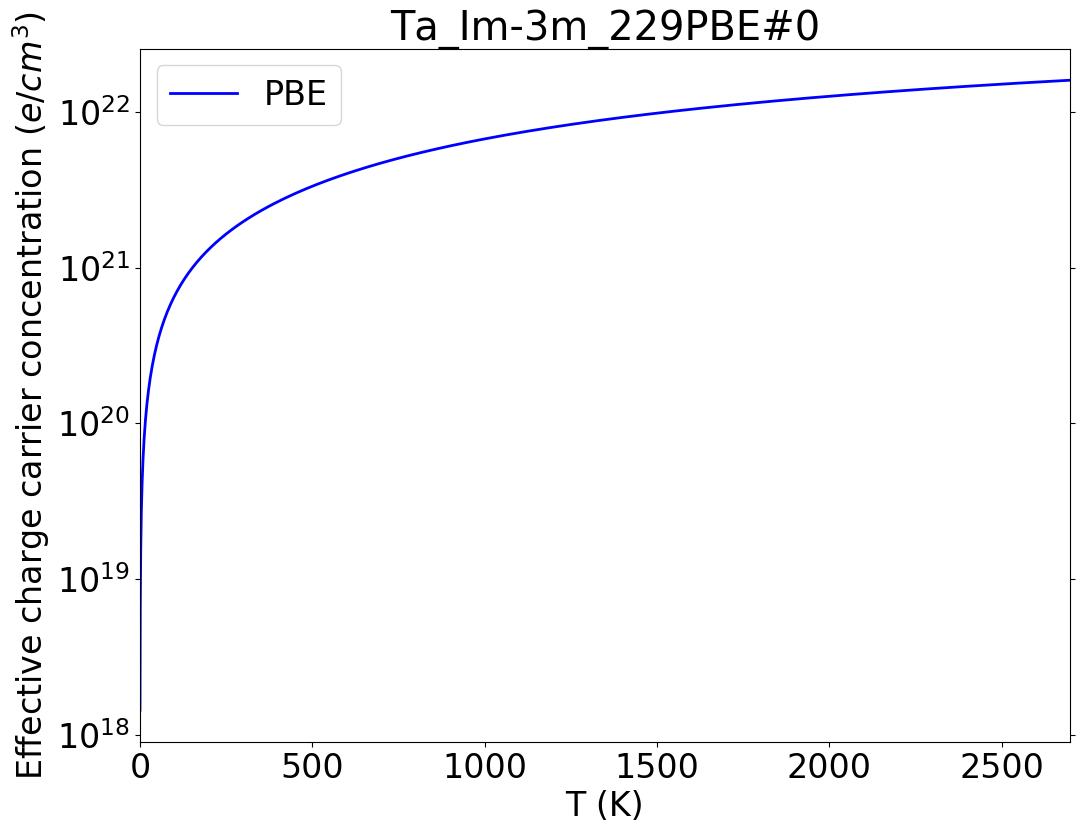 Ta_Im-3m_229PBE#0
Effective charge carrier concentration (e/cm³)
PBE
10²²
10²¹
10²⁰
10¹⁹
10¹⁸
0 500 1000 1500 2000 2500
T (K)